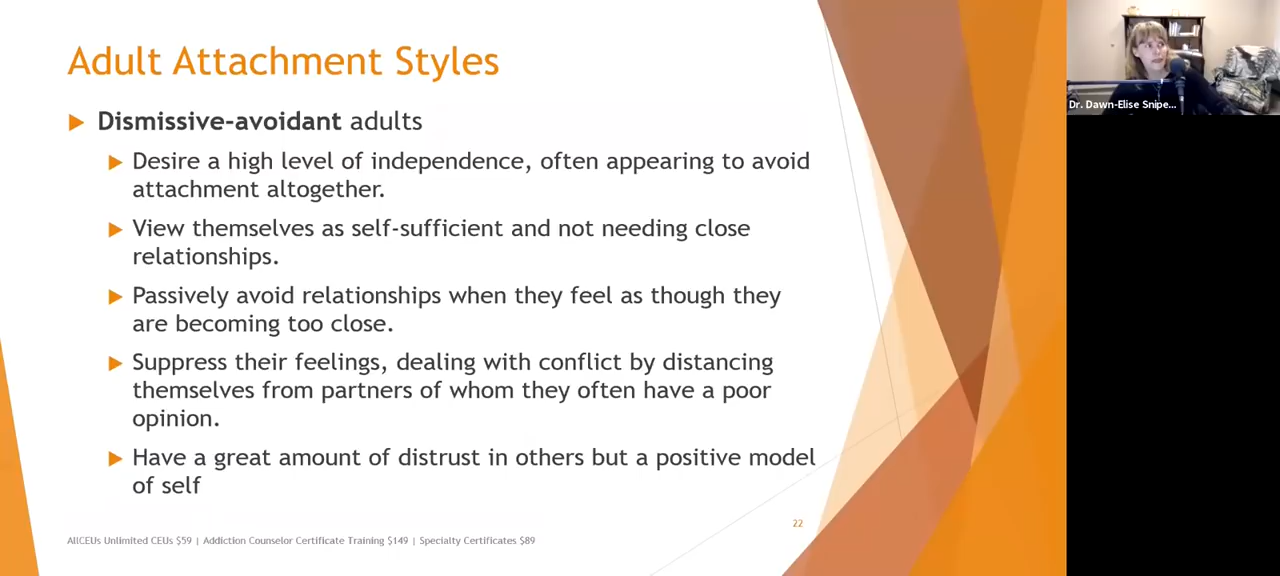 Adult Attachment Styles
Dismissive-avoidant adults
Desire a high level of independence, often appearing to avoid
attachment altogether.
View themselves as self-sufficient and not needing close
relationships.
Passively avoid relationships when they feel as though they
are becoming too close.
Suppress their feelings, dealing with conflict by distancing
themselves from partners of whom they often have a poor
opinion.
Have a great amount of distrust in others but a positive model
of self
22
AllCEUs Unlimited CEUs $59 | Addiction Counselor Certificate Training $149 | Specialty Certificates $89
Dr. Dawn-Elise Snipe...